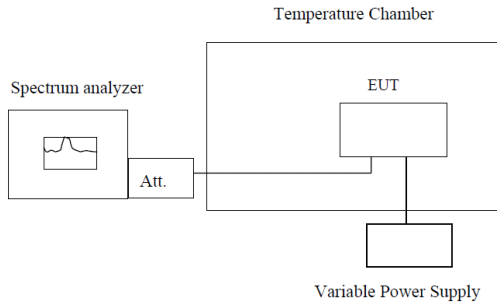 Temperature Chamber
Spectrum analyzer
EUT
Att.
Variable Power Supply